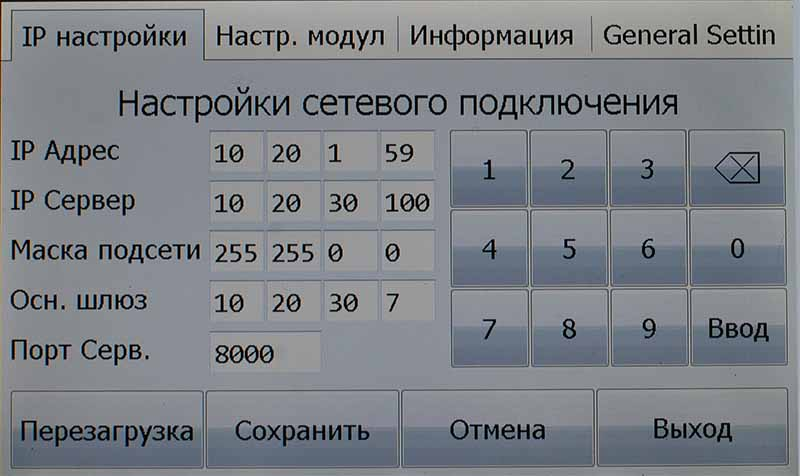 IP настройки Настр. модул Информация General Settin
Настройки сетевого подключения
IP Адрес 10 20 1 59
IP Сервер 10 20 30 100
Маска подсети 255 255 0 0
Осн. шлюз 10 20 30 7
Порт Серв. 8000
1 2 3
4 5 6 0
7 8 9 Ввод
Перезагрузка Сохранить Отмена Выход